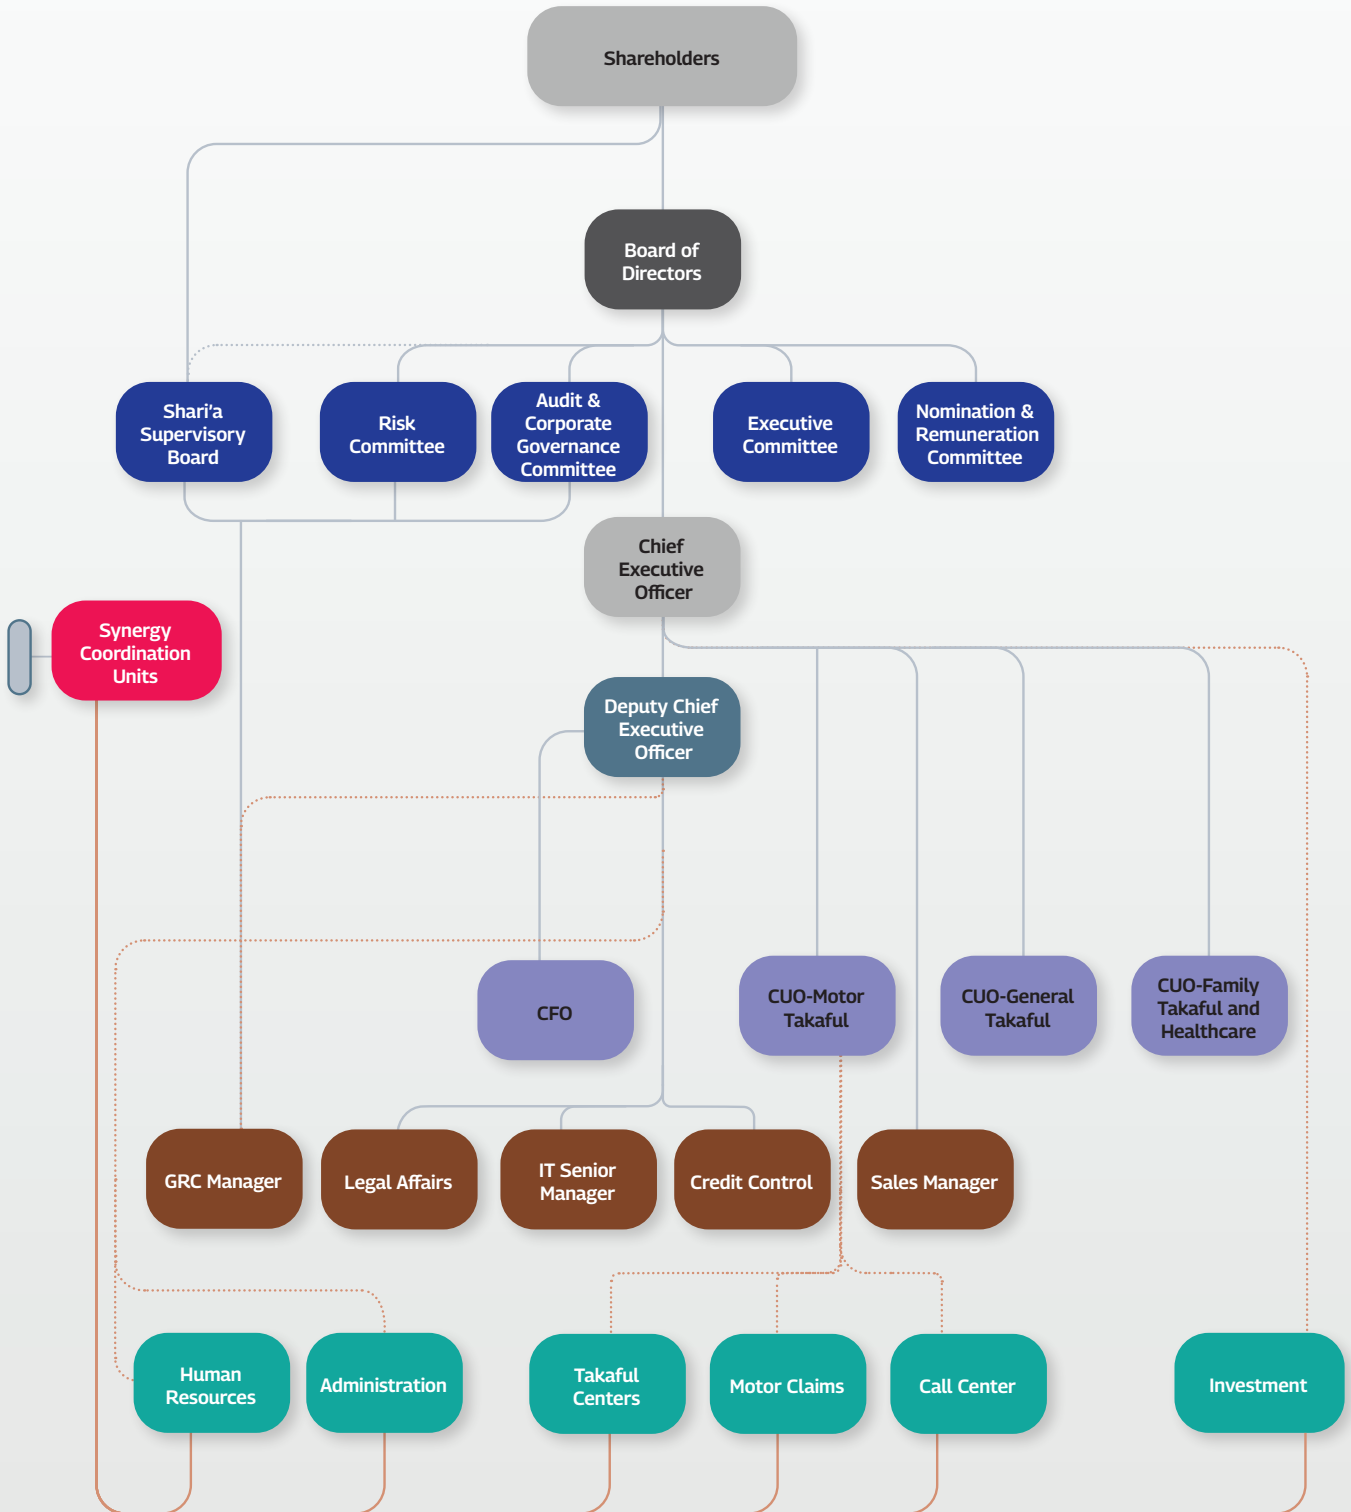 Shareholders
Board of
Directors
Shari'a
Supervisory
Board
Risk
Committee
Audit &
Corporate
Governance
Committee
Executive
Committee
Nomination &
Remuneration
Committee
Chief
Executive
Officer
Synergy
Coordination
Units
Deputy Chief
Executive
Officer
CFO
CUO-Motor
Takaful
CUO-General
Takaful
CUO-Family
Takaful and
Healthcare
GRC Manager
Legal Affairs
IT Senior
Manager
Credit Control
Sales Manager
Human
Resources
Administration
Takaful
Centers
Motor Claims
Call Center
Investment